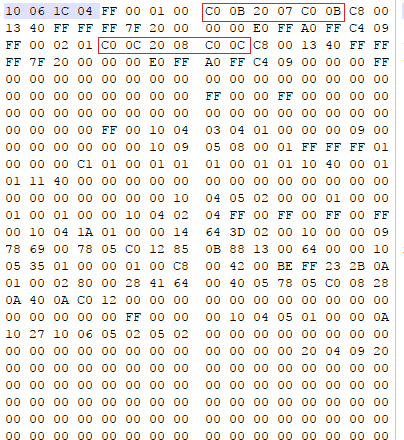 10 06 1C 04 FF 00 01 00 C0 0B 20 07 C0 0B C8 00
13 40 FF FF FF 7F 20 00 00 00 E0 FF A0 FF C4 09
FF 00 02 01 C0 0C 20 08 C0 0C C8 00 13 40 FF FF
FF 7F 20 00 00 00 E0 FF A0 FF C4 09 00 00 00 FF
00 00 00 00 00 00 00 00 00 00 00 00 00 00 00 00
00 00 00 00 00 00 00 00 FF 00 00 FF 00 00 00 00
00 00 00 00 00 00 00 00 00 00 00 00 00 00 00 00
00 00 00 00 FF 00 10 04 03 04 01 00 00 00 09 00
00 00 00 00 00 00 10 09 05 08 00 01 FF FF FF 01
00 00 00 C1 01 00 01 01 01 00 01 01 10 40 00 01
01 11 40 00 00 00 00 00 00 00 00 00 00 00 00 00
00 00 00 00 00 00 00 10 04 05 02 00 00 01 00 00
01 00 01 00 00 10 04 02 04 FF 00 FF 00 FF 00 FF
00 10 04 1A 01 00 00 14 64 3D 02 00 10 00 00 09
78 69 00 78 05 C0 12 85 0B 88 13 00 64 00 00 10
05 35 01 00 00 01 00 C8 00 42 00 BE FF 23 2B 0A
01 00 02 80 00 28 41 64 00 40 05 78 05 C0 08 28
0A 40 0A C0 12 00 00 00 00 00 00 00 00 00 00 00
00 00 00 00 00 00 FF 00 00 00 10 04 05 01 00 00 0A
10 27 10 06 05 02 05 02 00 00 00 00 00 00 00 00
00 00 00 00 00 00 00 00 00 00 00 00 20 04 09 20
00 00 00 00 00 00 00 00 00 00 00 00 00 00 00 00
00 00 00 00 00 00 00 00 00 00 00 00 00 00 00 00
00 00 00 00 00 00 00 00 00 00 00 00 00 00 00 00
00 00 00 00 00 00 00 00 00 00 00 00 00 00 00 00
00 00 00 00 00 00 00 00 00 00 00 00 00 00 00 00